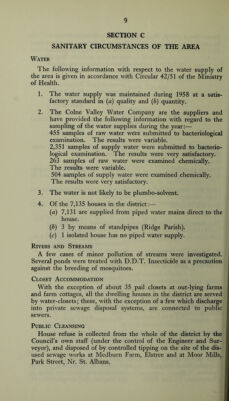 9
SECTION C
SANITARY CIRCUMSTANCES OF THE AREA
WATER
The following information with respect to the water supply of
the area is given in accordance with Circular 42/51 of the Ministry
of Health.
1. The water supply was maintained during 1958 at a satis-
factory standard in (a) quality and (b) quantity.
2. The Colne Valley Water Company are the suppliers and
have provided the following information with regard to the
sampling of the water supplies during the year:—
455 samples of raw water were submitted to bacteriological
examination. The results were variable.
2,351 samples of supply water were submitted to bacterio-
logical examination. The results were very satisfactory.
263 samples of raw water were examined chemically.
The results were variable.
504 samples of supply water were examined chemically.
The results were very satisfactory.
3. The water is not likely to be plumbo-solvent.
4. Of the 7,135 houses in the district:—
(a) 7,131 are supplied from piped water mains direct to the
house.
(b) 3 by means of standpipes (Ridge Parish).
(c) 1 isolated house has no piped water supply.
RIVERS AND STREAMS
A few cases of minor pollution of streams were investigated.
Several ponds were treated with D.D.T. Insecticide as a precaution
against the breeding of mosquitoes.
CLOSET ACCOMMODATION
With the exception of about 35 pail closets at out-lying farms
and farm cottages, all the dwelling houses in the district are served
by water-closets; these, with the exception of a few which discharge
into private sewage disposal systems, are connected to public
sewers.
PUBLIC CLEANSING
House refuse is collected from the whole of the district by the
Council's own staff (under the control of the Engineer and Sur-
veyor), and disposed of by controlled tipping on the site of the dis-
used sewage works at Medburn Farm, Elstree and at Moor Mills,
Park Street, Nr. St. Albans.